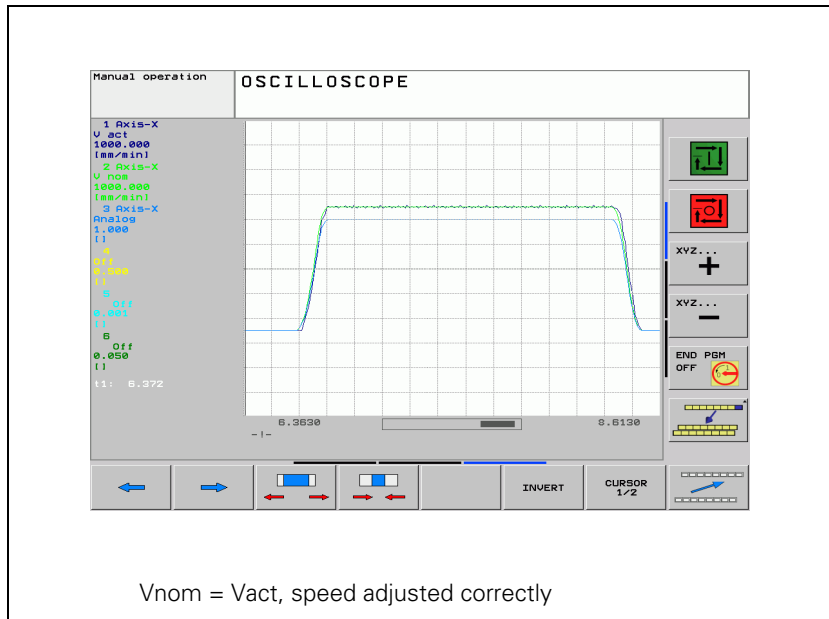 Manual operation
OSCILLOSCOPE
1 Axis-X
V act
1000.000
[mm/min]
2 Axis-X
V nom
1000.000
[mm/min]
3 Axis-X
Analog
1.000
[]
4
Off
0.500
[]
5
Off
0.001
[]
6
Off
0.050
[]
t1: 6.372
6.3630
8.6130
-!-
XYZ...
+
XYZ...
−
END PGM
OFF
INVERT
CURSOR
1/2
Vnom = Vact, speed adjusted correctly